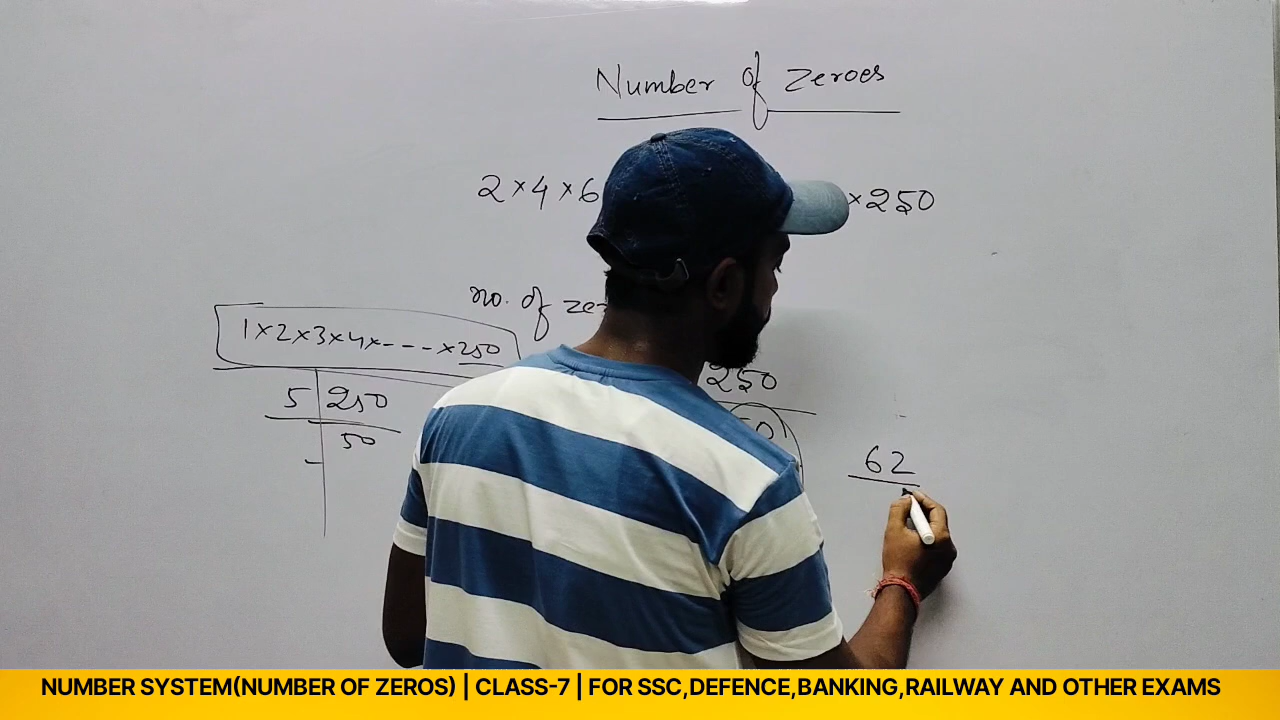 Number of Zeroes
2×4×6 ×250
no. of ze
1×2×3×4×----×250
5 250 250
50 50
62
NUMBER SYSTEM(NUMBER OF ZEROS) | CLASS-7 | FOR SSC,DEFENCE,BANKING,RAILWAY AND OTHER EXAMS